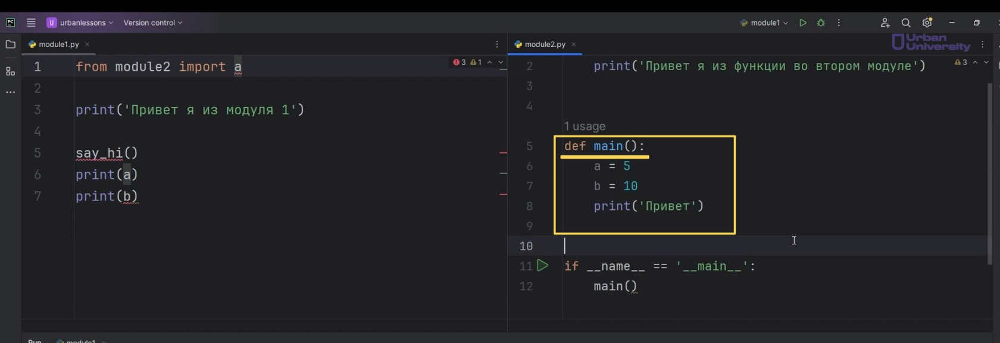 PC
U urbanlessons Version control
module1
module1.py
module2.py
Urban
University
3 1
1 from module2 import a
2
3 print('Привет я из модуля 1')
4
5 say_hi()
6 print(a)
7 print(b)
3
2 print('Привет я из функции во втором модуле')
3
4
1 usage
5 def main():
6 a = 5
7 b = 10
8 print('Привет')
9
10
11 if __name__ == '__main__':
12 main()
Run module1